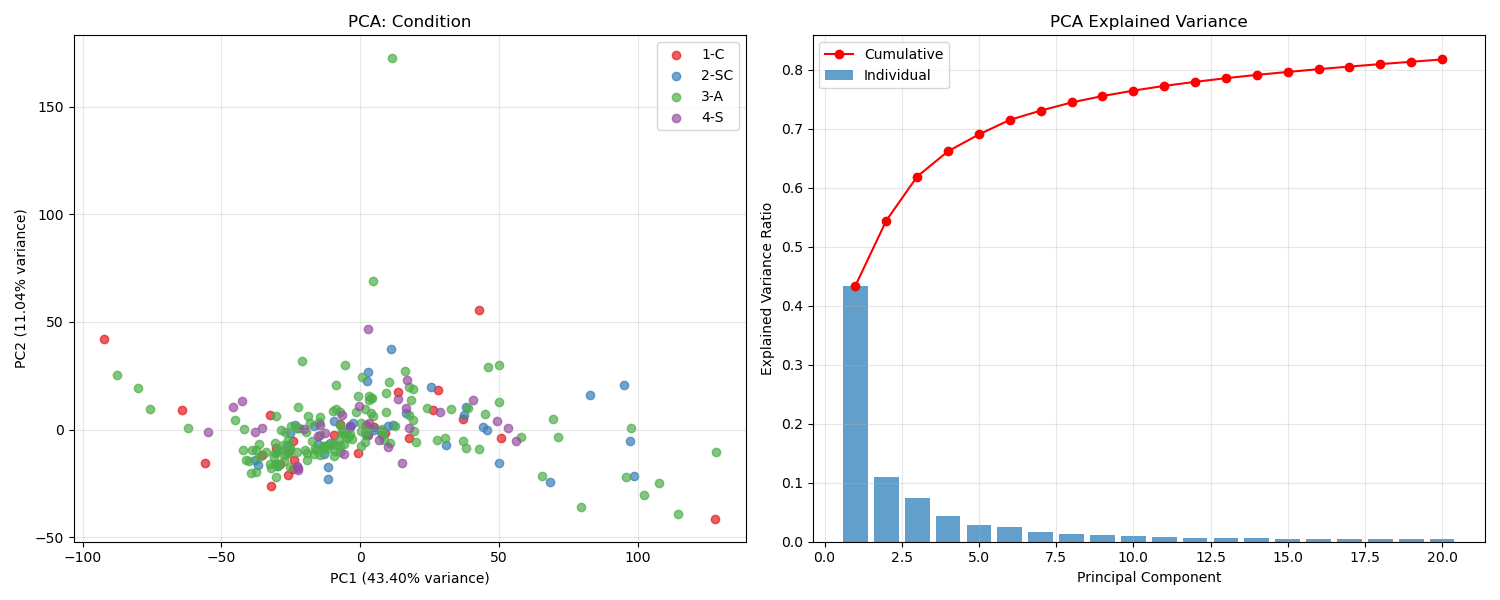 PCA: Condition
1-C
2-SC
3-A
4-S
150
100
50
0
−50
PC2 (11.04% variance)
−100
−50
0
50
100
PC1 (43.40% variance)
PCA Explained Variance
Cumulative
Individual
0.8
0.7
0.6
0.5
0.4
0.3
0.2
0.1
0.0
Explained Variance Ratio
0.0
2.5
5.0
7.5
10.0
12.5
15.0
17.5
20.0
Principal Component